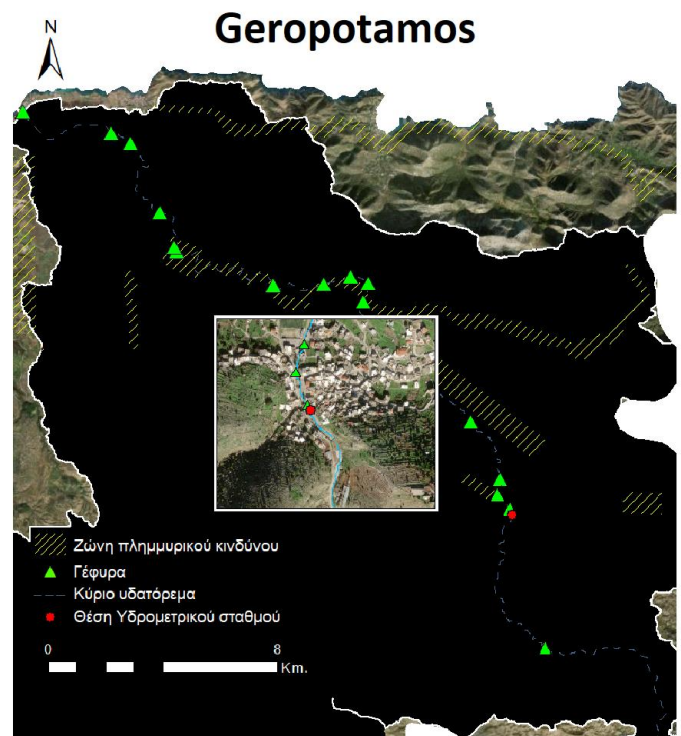 Geropotamos
N
Ζώνη πλημμυρικού κινδύνου
Γέφυρα
Κύριο υδατόρεμα
Θέση Υδρομετρικού σταθμού
0 8
Km.